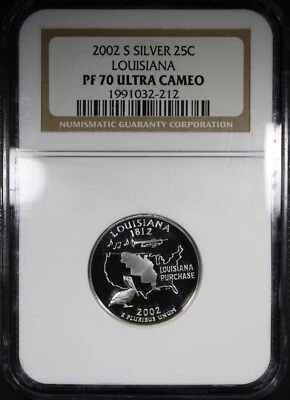 2002 S SILVER 25C
LOUISIANA
PF 70 ULTRA CAMEO
1991032-212
NUMISMATIC GUARANTY CORPORATION
LOUISIANA
1812
LOUISIANA
PURCHASE
2002
E PLURIBUS UNUM